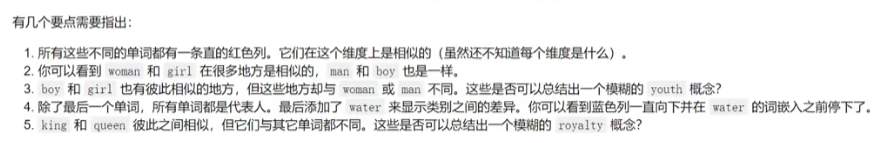 有几个要点需要指出：
1. 所有这些不同的单词都有一条直的红色列。它们在这个维度上是相似的（虽然还不知道每个维度是什么）。
2. 你可以看到 woman 和 girl 在很多地方是相似的，man 和 boy 也是一样。
3. boy 和 girl 也有彼此相似的地方，但这些地方却与 woman 或 man 不同。这些是否可以总结出一个模糊的 youth 概念？
4. 除了最后一个单词，所有单词都是代表人。最后添加了 water 来显示类别之间的差异。你可以看到蓝色列一直向下并在 water 的词嵌入之前停下了。
5. king 和 queen 彼此之间相似，但它们与其它单词都不同。这些是否可以总结出一个模糊的 royalty 概念？